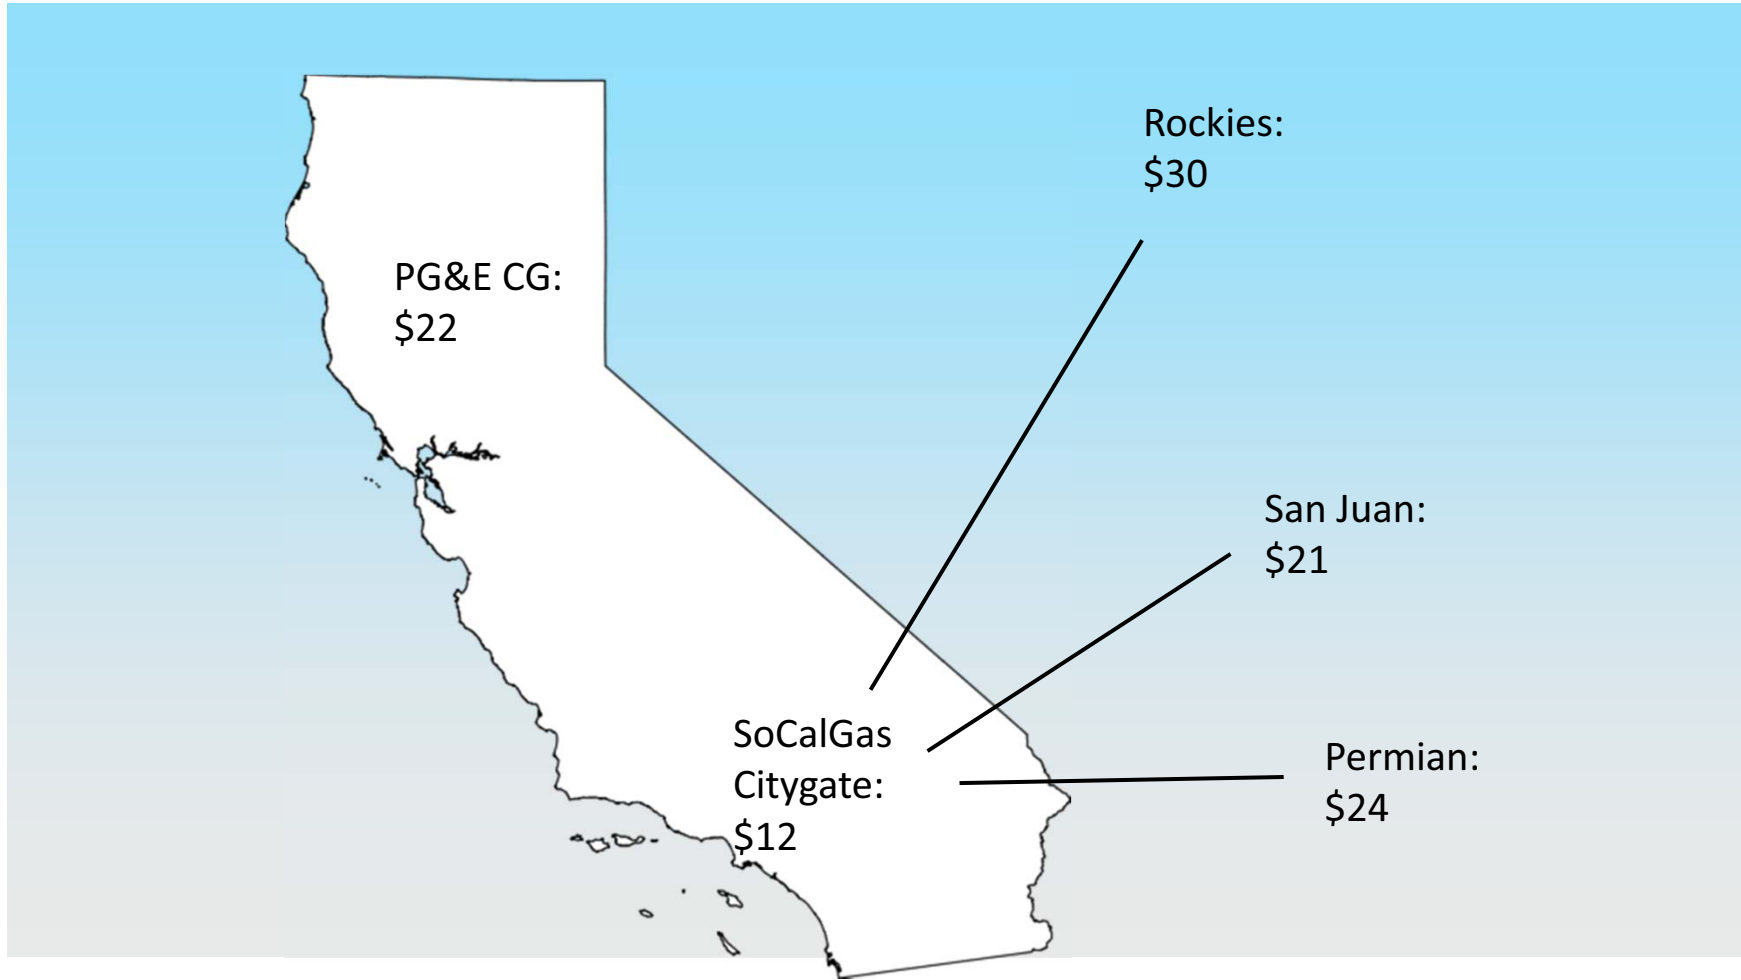 Rockies:
$30
PG&E CG:
$22
San Juan:
$21
SoCalGas
Citygate:
$12
Permian:
$24